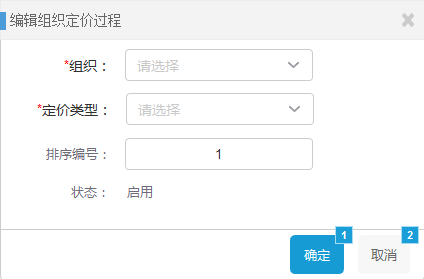 编辑组织定价过程
*组织： 请选择
*定价类型： 请选择
排序编号： 1
状态： 启用
1 2
确定 取消